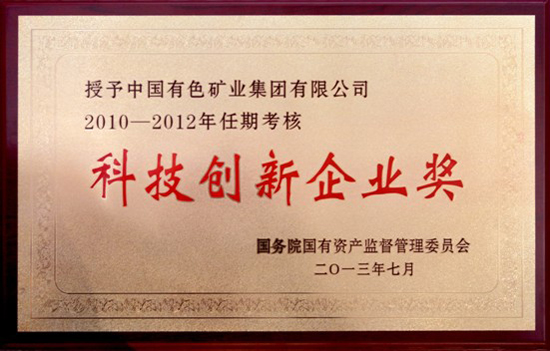 授予中国有色矿业集团有限公司
2010—2012年任期考核
科技创新企业奖
国务院国有资产监督管理委员会
二〇一三年七月